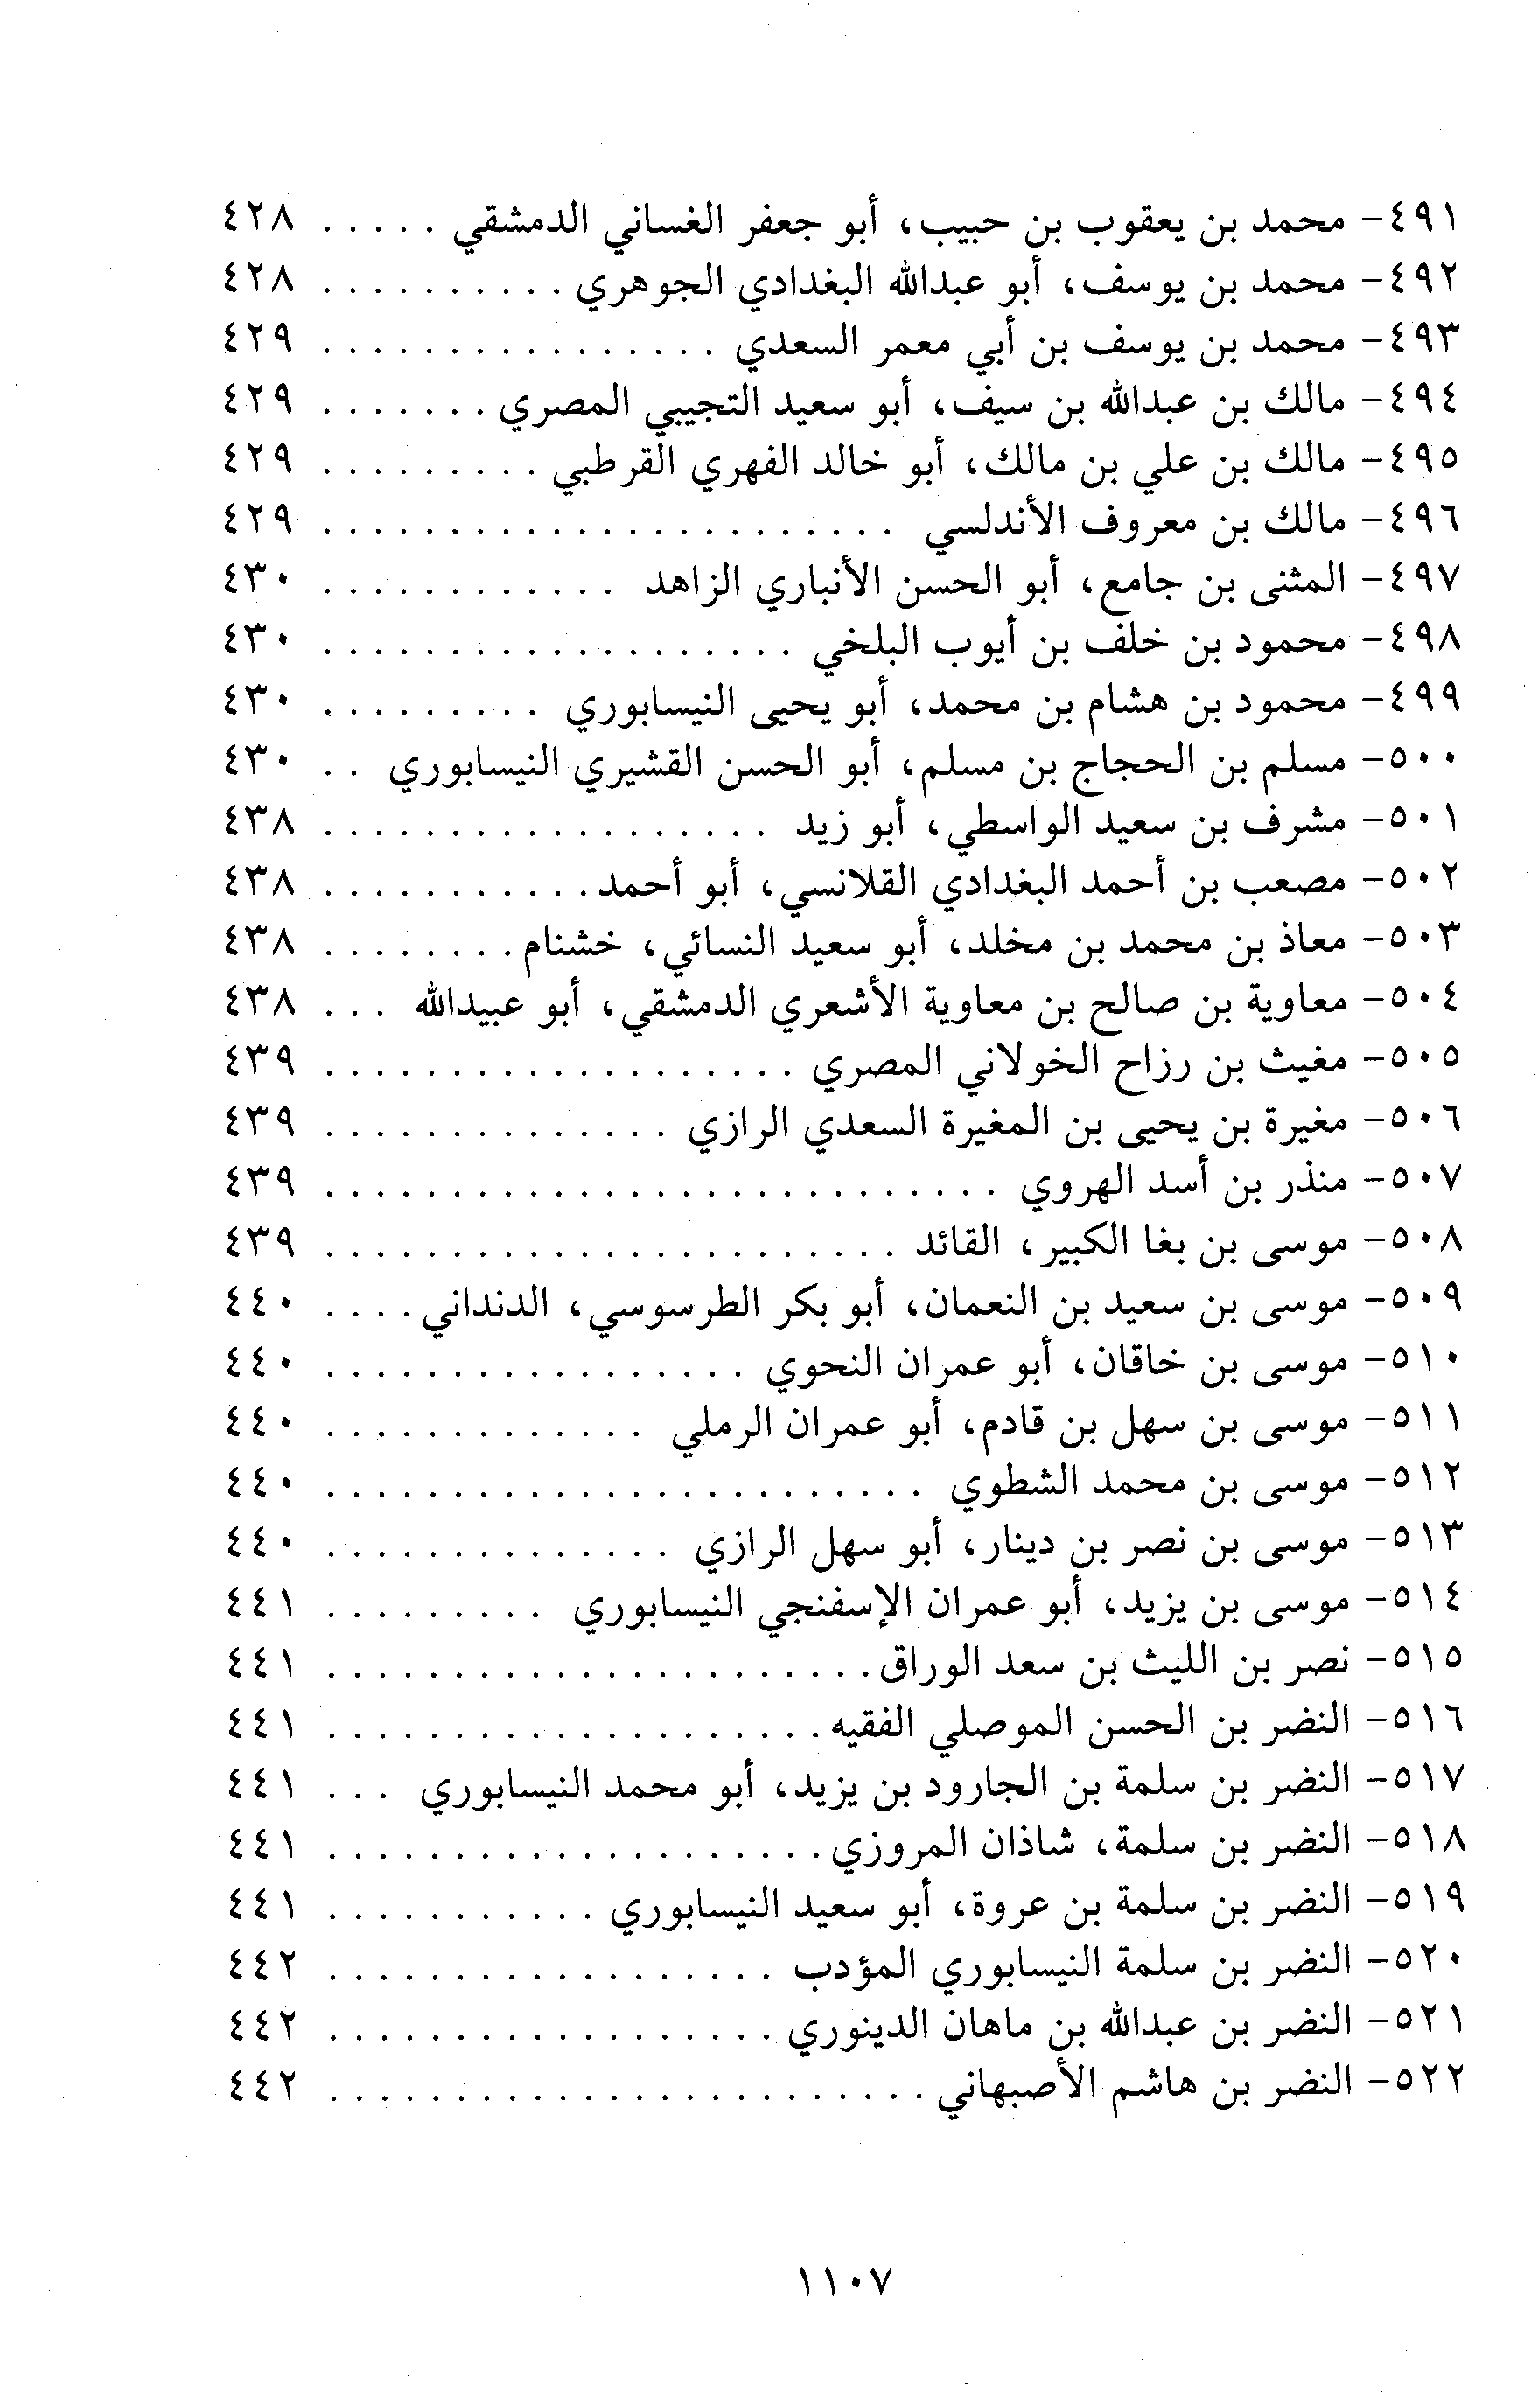 ٤٩١- محمد بن يعقوب بن حبيب، أبو جعفر الغساني الدمشقي ..... ٤٢٨
٤٩٢- محمد بن يوسف، أبو عبدالله البغدادي الجوهري .......... ٤٢٨
٤٩٣- محمد بن يوسف بن أبي معمر السعدي ................ ٤٢٩
٤٩٤- مالك بن عبدالله بن سيف، أبو سعيد التجيبي المصري ....... ٤٢٩
٤٩٥- مالك بن علي بن مالك، أبو خالد الفهري القرطبي ......... ٤٢٩
٤٩٦- مالك بن معروف الأندلسي ....................... ٤٢٩
٤٩٧- المثنى بن جامع، أبو الحسن الأنباري الزاهد ............ ٤٣٠
٤٩٨- محمود بن خلف بن أيوب البلخي ................... ٤٣٠
٤٩٩- محمود بن هشام بن محمد، أبو يحيى النيسابوري ......... ٤٣٠
٥٠٠- مسلم بن الحجاج بن مسلم، أبو الحسن القشيري النيسابوري .. ٤٣٠
٥٠١- مشرف بن سعيد الواسطي، أبو زيد .................. ٤٣٨
٥٠٢- مصعب بن أحمد البغدادي القلانسي، أبو أحمد ........... ٤٣٨
٥٠٣- معاذ بن محمد بن مخلد، أبو سعيد النسائي، خشنام ........ ٤٣٨
٥٠٤- معاوية بن صالح بن معاوية الأشعري الدمشقي، أبو عبيدالله ... ٤٣٨
٥٠٥- مغيث بن رزاح الخولاني المصري ................... ٤٣٩
٥٠٦- مغيرة بن يحيى بن المغيرة السعدي الرازي .............. ٤٣٩
٥٠٧- منذر بن أسد الهروي ........................... ٤٣٩
٥٠٨- موسى بن بغا الكبير، القائد ....................... ٤٣٩
٥٠٩- موسى بن سعيد بن النعمان، أبو بكر الطرسوسي، الدنداني .... ٤٤٠
٥١٠- موسى بن خاقان، أبو عمران النحوي ................. ٤٤٠
٥١١- موسى بن سهل بن قادم، أبو عمران الرملي ............. ٤٤٠
٥١٢- موسى بن محمد الشطوي ........................ ٤٤٠
٥١٣- موسى بن نصر بن دينار، أبو سهل الرازي .............. ٤٤٠
٥١٤- موسى بن يزيد، أبو عمران الإسفنجي النيسابوري ......... ٤٤١
٥١٥- نصر بن الليث بن سعد الوراق ...................... ٤٤١
٥١٦- النضر بن الحسن الموصلي الفقيه .................... ٤٤١
٥١٧- النضر بن سلمة بن الجارود بن يزيد، أبو محمد النيسابوري ... ٤٤١
٥١٨- النضر بن سلمة، شاذان المروزي .................... ٤٤١
٥١٩- النضر بن سلمة بن عروة، أبو سعيد النيسابوري ........... ٤٤١
٥٢٠- النضر بن سلمة النيسابوري المؤدب .................. ٤٤٢
٥٢١- النضر بن عبدالله بن ماهان الدينوري .................. ٤٤٢
٥٢٢- النضر بن هاشم الأصبهاني ........................ ٤٤٢
١١٠٧